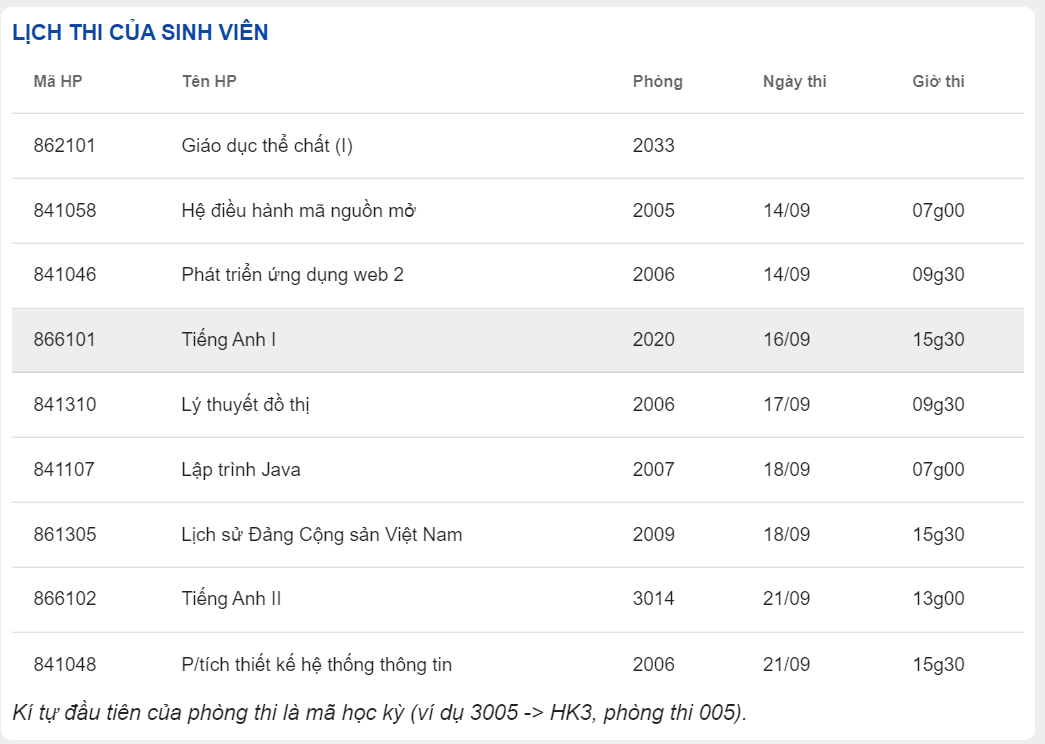 LỊCH THI CỦA SINH VIÊN
Mã HP Tên HP Phòng Ngày thi Giờ thi
862101 Giáo dục thể chất (I) 2033
841058 Hệ điều hành mã nguồn mở 2005 14/09 07g00
841046 Phát triển ứng dụng web 2 2006 14/09 09g30
866101 Tiếng Anh I 2020 16/09 15g30
841310 Lý thuyết đồ thị 2006 17/09 09g30
841107 Lập trình Java 2007 18/09 07g00
861305 Lịch sử Đảng Cộng sản Việt Nam 2009 18/09 15g30
866102 Tiếng Anh II 3014 21/09 13g00
841048 P/tích thiết kế hệ thống thông tin 2006 21/09 15g30
Kí tự đầu tiên của phòng thi là mã học kỳ (ví dụ 3005 -> HK3, phòng thi 005).